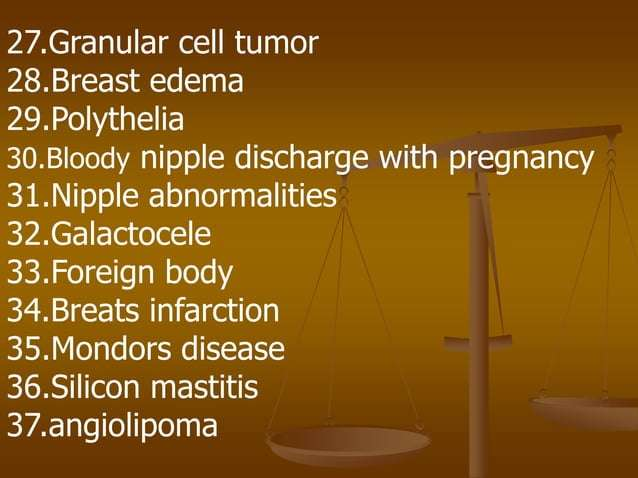 27.Granular cell tumor
28.Breast edema
29.Polythelia
30.Bloody nipple discharge with pregnancy
31.Nipple abnormalities
32.Galactocele
33.Foreign body
34.Breats infarction
35.Mondors disease
36.Silicon mastitis
37.angiolipoma